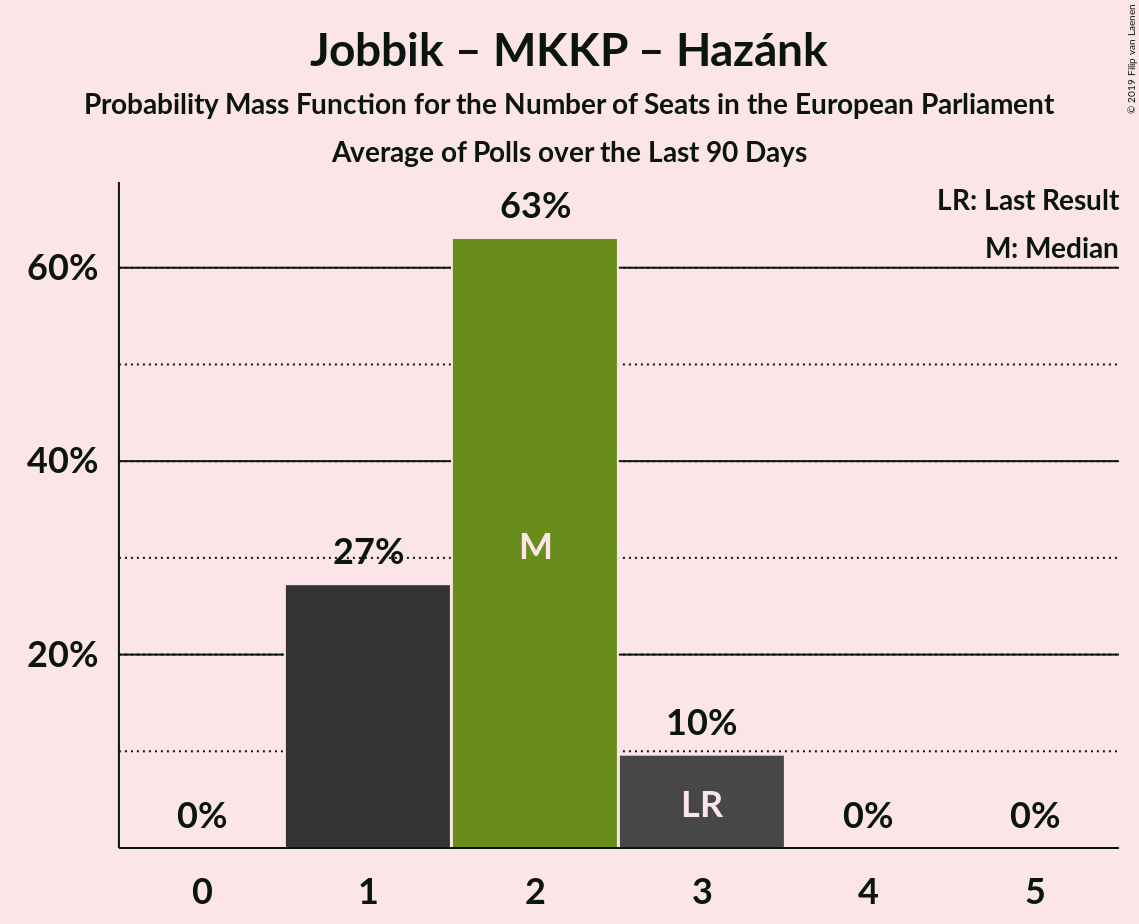 Jobbik – MKKP – Hazánk
Probability Mass Function for the Number of Seats in the European Parliament
Average of Polls over the Last 90 Days
© 2019 Filip van Laenen
LR: Last Result
M: Median
63%
60%
40%
27%
M
20%
10%
LR
0%
0%
0%
0
1
2
3
4
5